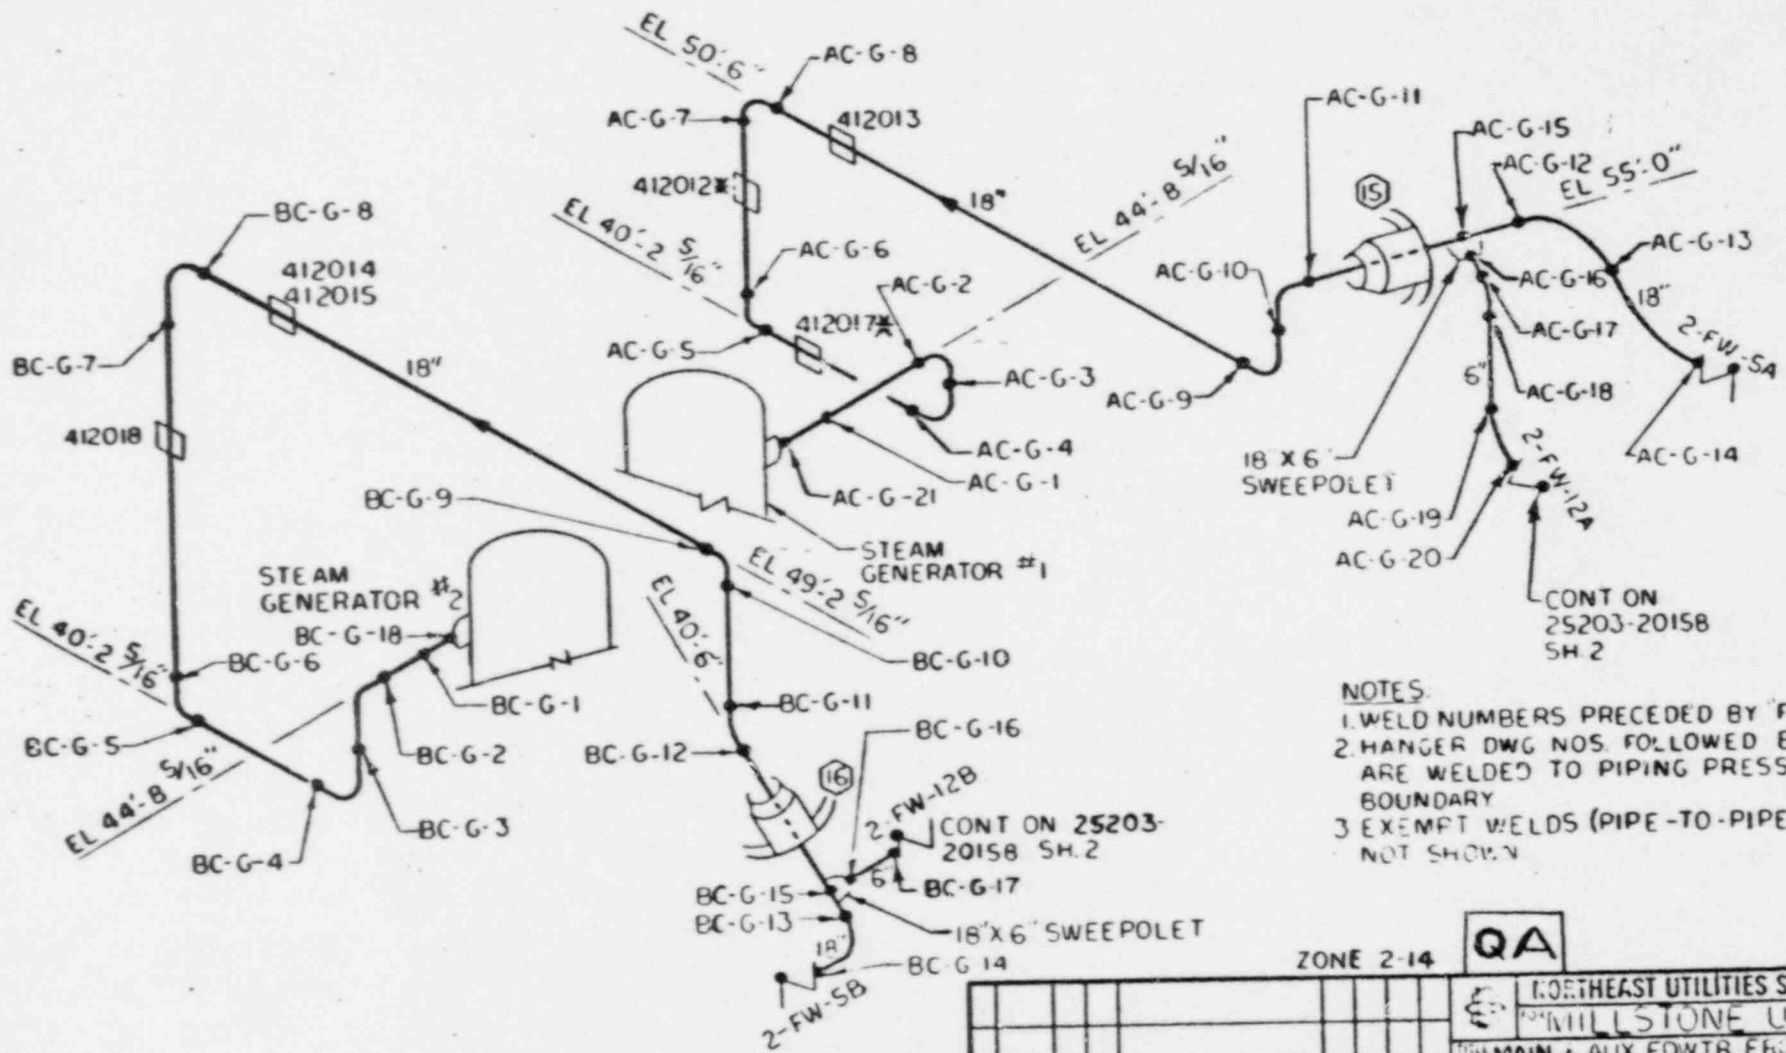 EL 50'-6"
AC-G-8
AC-G-7
412013
412012*
EL 40'-2 5/16"
AC-G-6
18"
EL 44'-8 5/16"
AC-G-11
AC-G-15
AC-G-12
EL 55'-0"
15
AC-G-13
AC-G-10
AC-G-16
18"
AC-G-17
2-FW-5A
AC-G-2
412017*
AC-G-5
AC-G-3
AC-G-9
6"
AC-G-18
AC-G-4
AC-G-1
AC-G-21
18 X 6
SWEEPOLET
2-FW-12A
AC-G-14
AC-G-19
AC-G-20
CONT ON
25203-20158
SH. 2
BC-G-8
412014
412015
BC-G-7
18"
412018
BC-G-9
STEAM
GENERATOR #1
EL 49'-2 5/16"
EL 40'-6"
STEAM
GENERATOR #2
BC-G-18
BC-G-10
EL 40'-2 5/16"
BC-G-6
BC-G-1
BC-G-11
BC-G-5
BC-G-2
BC-G-12
BC-G-16
EL 44'-8 5/16"
BC-G-3
BC-G-4
16
2-FW-12B
CONT ON 25203-
20158 SH. 2
6"
BC-G-17
BC-G-15
BC-G-13
18"X6" SWEEPOLET
18"
BC-G-14
2-FW-5B
NOTES.
1. WELD NUMBERS PRECEDED BY
2. HANGER DWG NOS. FOLLOWED
ARE WELDED TO PIPING
BOUNDARY
3 EXEMPT WELDS (PIPE-TO-PIPE
NOT SHOWN
ZONE 2-14
QA
NORTHEAST UTILITIES
MILLSTONE
MAIN & AUX FDWTR